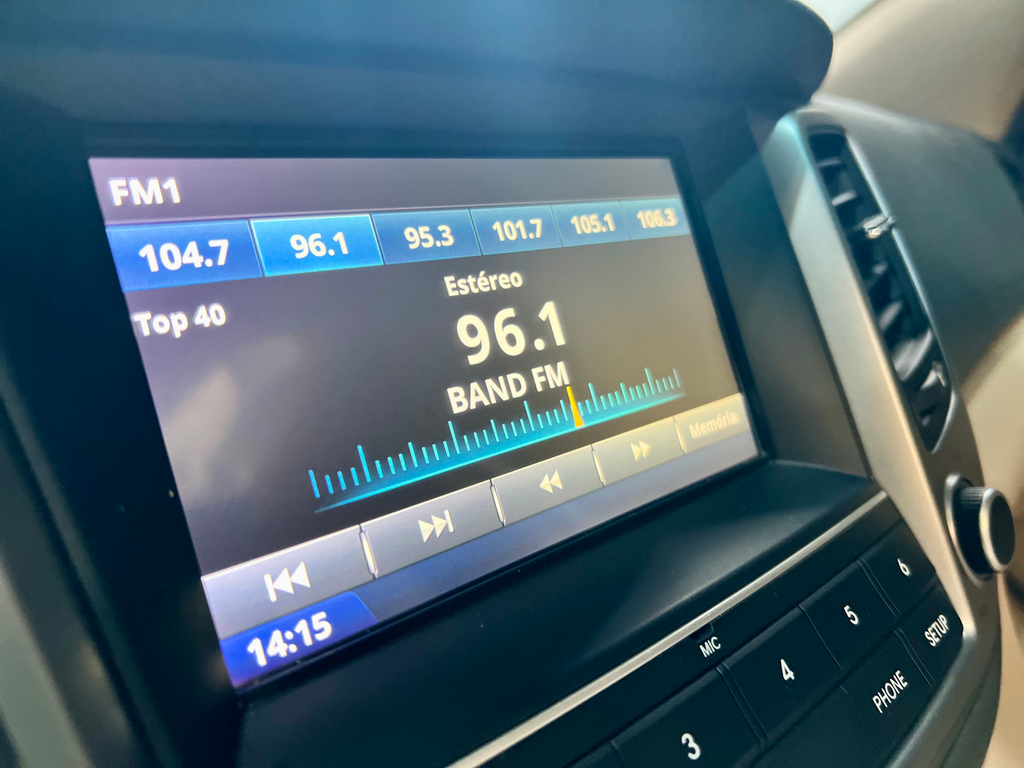 FM1
104.7 96.1 95.3 101.7 105.1 106.3
Estéreo
Top 40
96.1
BAND FM
Memória
14:15
MIC
3 4 5 6
PHONE SETUP